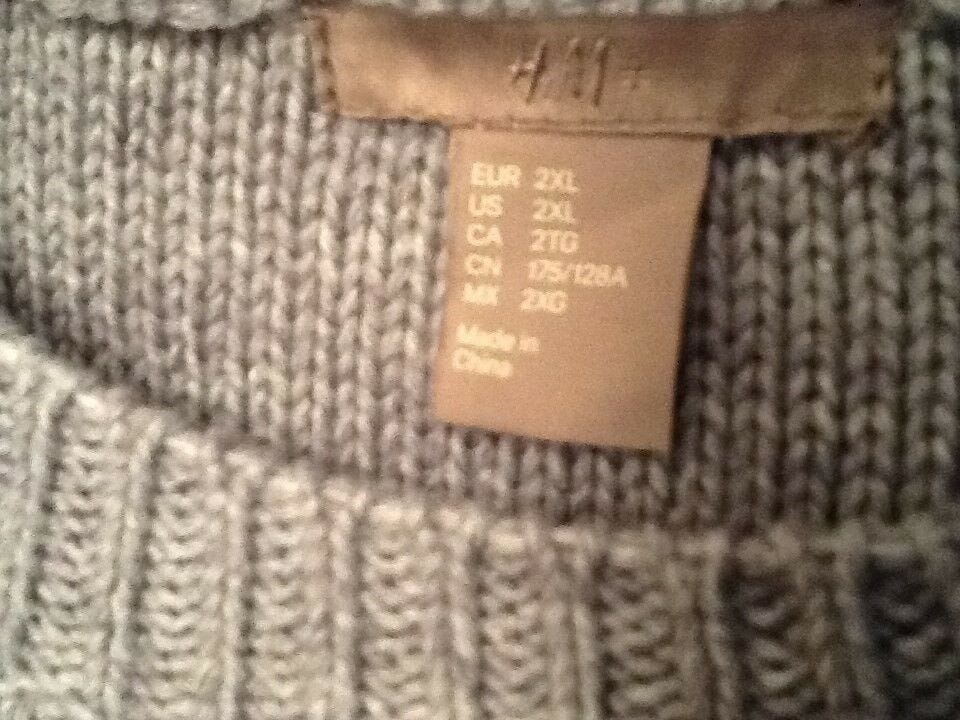 H&M+
EUR 2XL
US 2XL
CA 2TG
CN 175/128A
MX 2XG
Made in
China